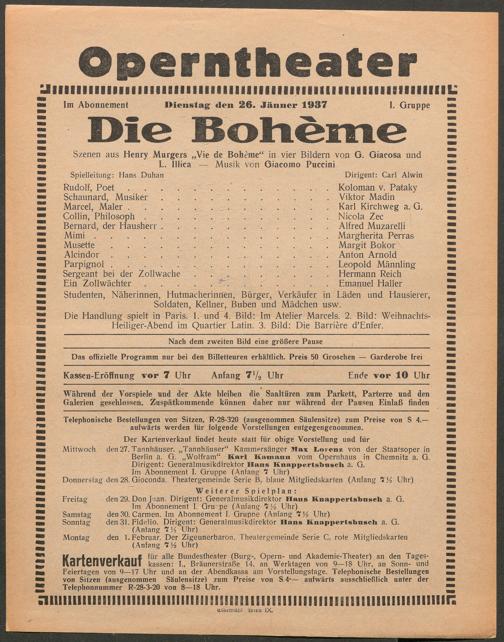 Operntheater
Im Abonnement Dienstag den 26. Jänner 1937 I. Gruppe
Die Bohème
Szenen aus Henry Murgers „Vie de Bohème“ in vier Bildern von G. Giacosa und
L. Illica — Musik von Giacomo Puccini
Spielleitung: Hans Duhan Dirigent: Carl Alwin
Rudolf, Poet . . . . . . . . . . Koloman v. Pataky
Schaunard, Musiker . . . . . . . . . . Viktor Madin
Marcel, Maler . . . . . . . . . . Karl Kirchweg a. G.
Collin, Philosoph . . . . . . . . . . Nicola Zec
Bernard, der Hausherr . . . . . . . . . . Alfred Muzarelli
Mimi . . . . . . . . . . Margherita Perras
Musette . . . . . . . . . . Margit Bokor
Alcindor . . . . . . . . . . Anton Arnold
Parpignol . . . . . . . . . . Leopold Männling
Sergeant bei der Zollwache . . . . . . . . . . Hermann Reich
Ein Zollwächter . . . . . . . . . . Emanuel Haller
Studenten, Näherinnen, Hutmacherinnen, Bürger, Verkäufer in Läden und Hausierer,
Soldaten, Kellner, Buben und Mädchen usw.
Die Handlung spielt in Paris. 1. und 4. Bild: Im Atelier Marcels. 2. Bild: Weihnachts-
Heiliger-Abend im Quartier Latin. 3. Bild: Die Barrière d'Enfer.
Nach dem zweiten Bild eine größere Pause
Das offizielle Programm nur bei den Billetteuren erhältlich. Preis 50 Groschen — Garderobe frei
Kassen-Eröffnung vor 7 Uhr Anfang 7½ Uhr Ende vor 10 Uhr
Während der Vorspiele und der Akte bleiben die Saaltüren zum Parkett, Parterre und den
Galerien geschlossen. Zuspätkommende können daher nur während der Pausen Einlaß finden
Telephonische Bestellungen von Sitzen, R-28-320 (ausgenommen Säulensitze) zum Preise von S 4.—
aufwärts werden für folgende Vorstellungen entgegengenommen.
Der Kartenverkauf findet heute statt für obige Vorstellung und für
Mittwoch den 27. Tannhäuser. „Tannhäuser“ Kammersänger Max Lorenz von der Staatsoper in
Berlin a. G. „Wolfram“ Karl Kamann vom Opernhaus in Chemnitz a. G.
Dirigent: Generalmusikdirektor Hans Knappertsbusch a. G.
Im Abonnement I. Gruppe (Anfang 7 Uhr)
Donnerstag den 28. Gioconda. Theatergemeinde Serie B, blaue Mitgliedskarten (Anfang 7½ Uhr)
Weiterer Spielplan:
Freitag den 29. Don Juan. Dirigent: Generalmusikdirektor Hans Knappertsbusch a. G.
Im Abonnement I. Gruppe (Anfang 7½ Uhr)
Samstag den 30. Carmen. Im Abonnement I. Gruppe (Anfang 7½ Uhr)
Sonntag den 31. Fidelio. Dirigent: Generalmusikdirektor Hans Knappertsbusch a. G.
(Anfang 7½ Uhr)
Montag den 1. Februar. Der Zigeunerbaron. Theatergemeinde Serie C, rote Mitgliedskarten
(Anfang 7½ Uhr)
Kartenverkauf für alle Bundestheater (Burg-, Opern- und Akademie-Theater) an den Tages-
kassen: I., Bräunerstraße 14, an Werktagen von 9—18 Uhr, an Sonn- und
Feiertagen von 9—17 Uhr und an der Abendkassa am Vorstellungstage. Telephonische Bestellungen
von Sitzen (ausgenommen Säulensitze) zum Preise von S 4— aufwärts ausschließlich unter der
Telephonnummer R-28-3-20 von 8—18 Uhr.
Wien IX.